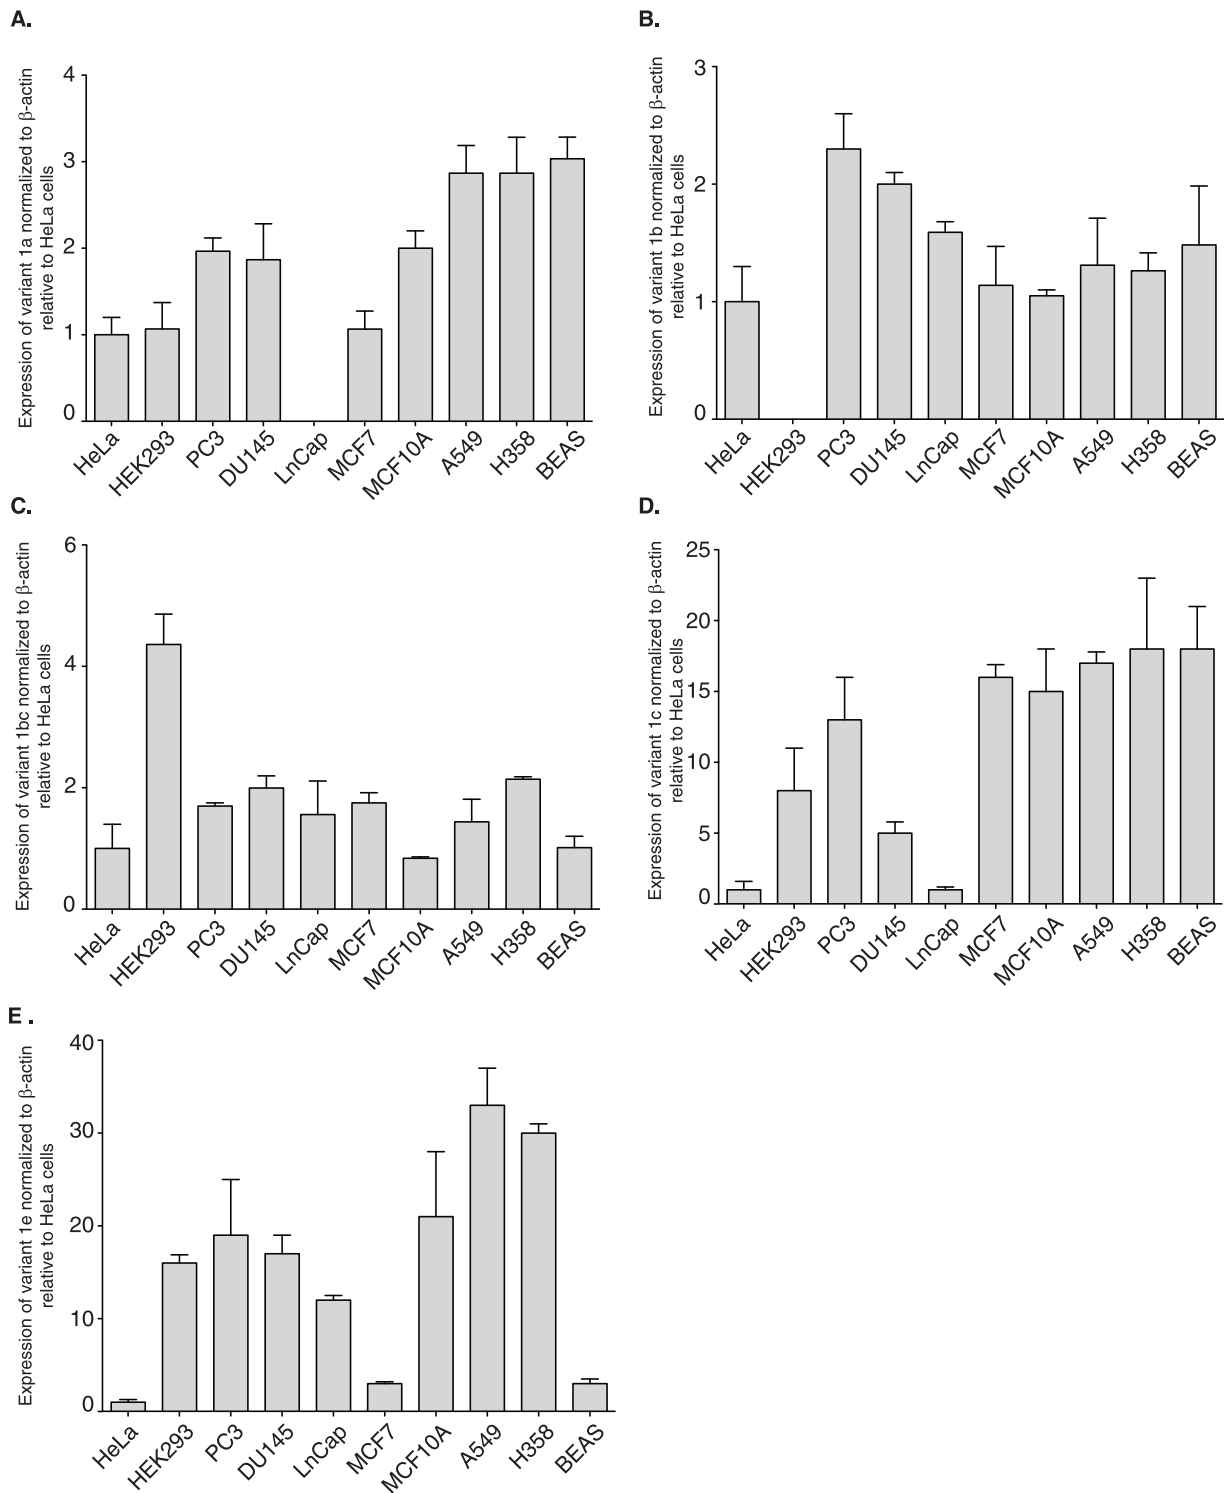 A.
Expression of variant 1a normalized to β-actin
relative to HeLa cells
4
3
2
1
0
HeLa
HEK293
PC3
DU145
LnCap
MCF7
MCF10A
A549
H358
BEAS
B.
Expression of variant 1b normalized to β-actin
relative to HeLa cells
3
2
1
0
HeLa
HEK293
PC3
DU145
LnCap
MCF7
MCF10A
A549
H358
BEAS
C.
Expression of variant 1bc normalized to β-actin
relative to HeLa cells
6
4
2
0
HeLa
HEK293
PC3
DU145
LnCap
MCF7
MCF10A
A549
H358
BEAS
D.
Expression of variant 1c normalized to β-actin
relative to HeLa cells
25
20
15
10
5
0
HeLa
HEK293
PC3
DU145
LnCap
MCF7
MCF10A
A549
H358
BEAS
E .
Expression of variant 1e normalized to β-actin
relative to HeLa cells
40
30
20
10
0
HeLa
HEK293
PC3
DU145
LnCap
MCF7
MCF10A
A549
H358
BEAS